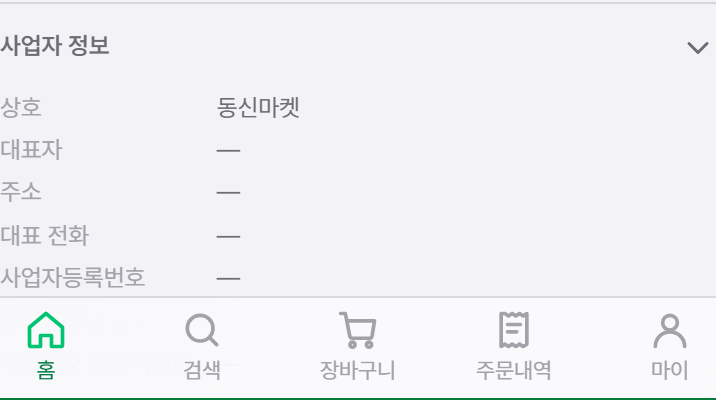 사업자 정보
상호 동신마켓
대표자 —
주소 —
대표 전화 —
사업자등록번호 —
홈 검색 장바구니 주문내역 마이